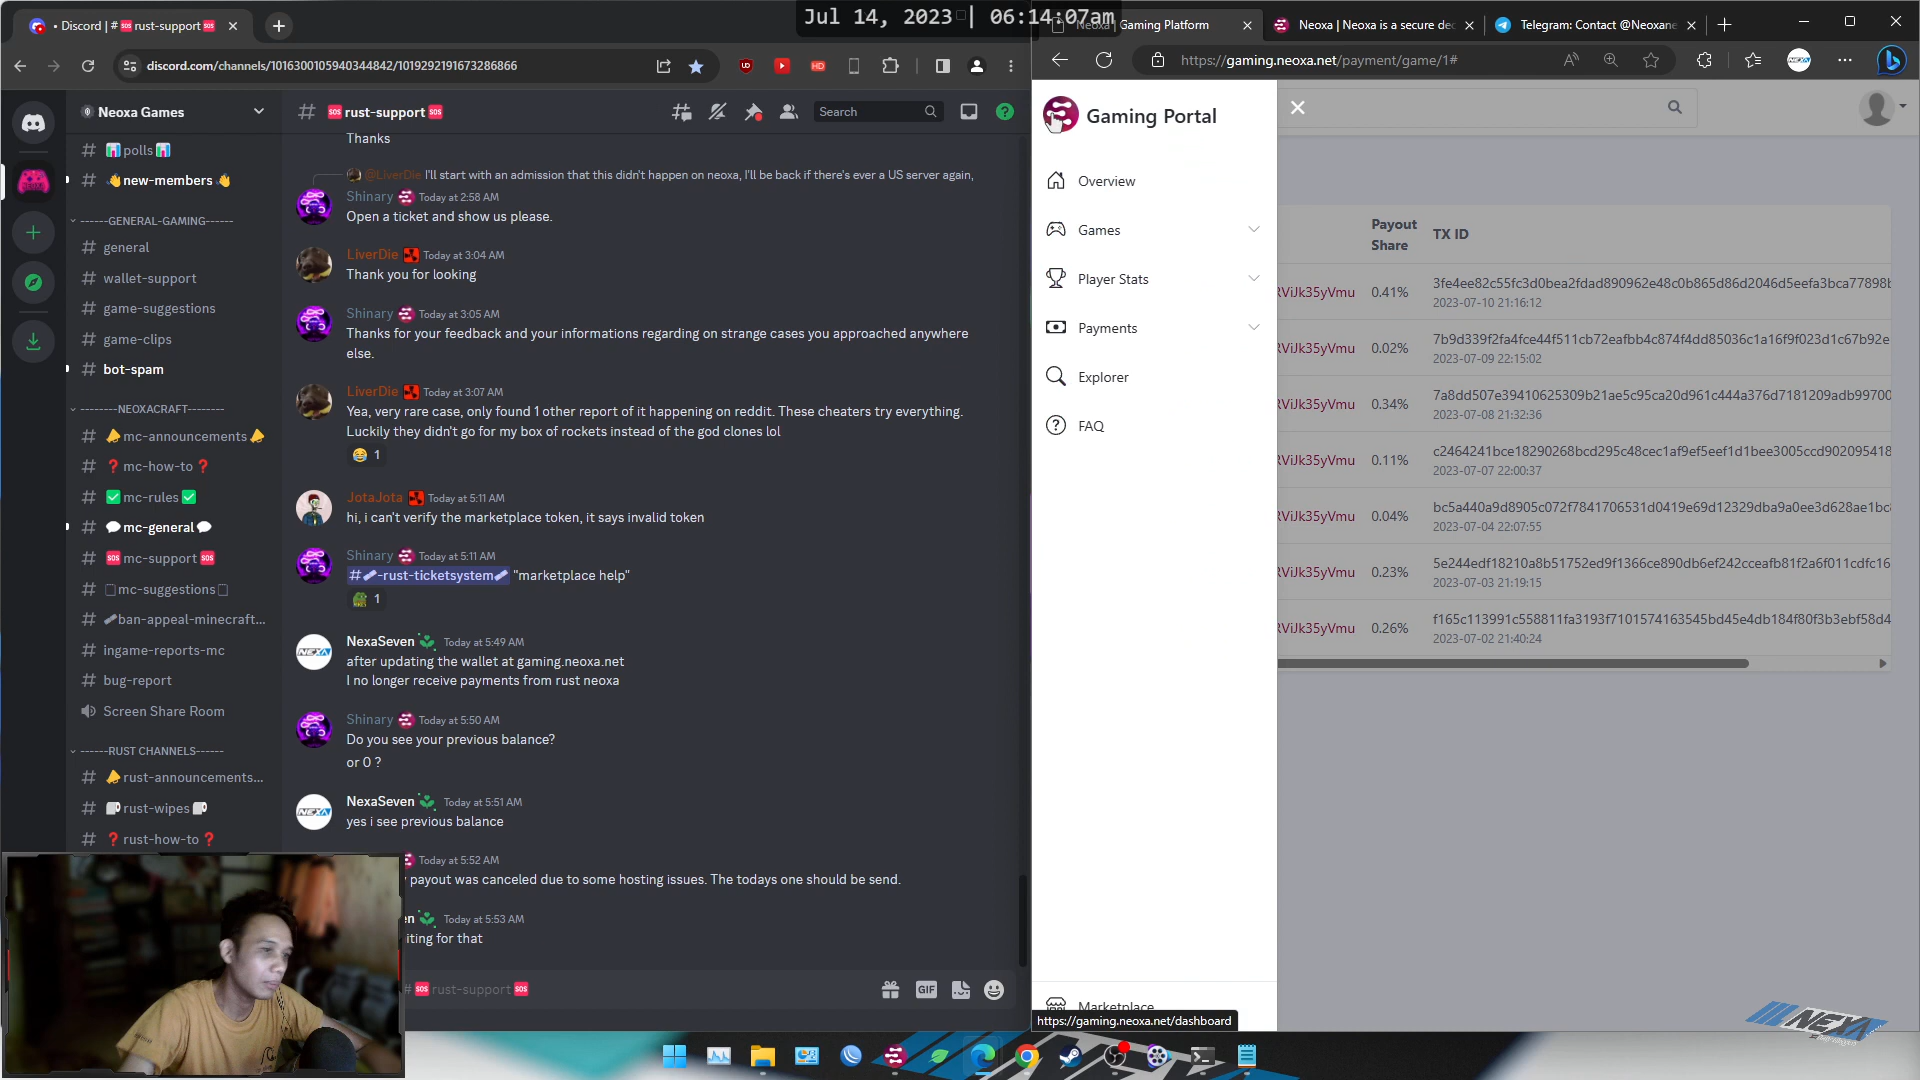 Jul 14, 2023 | 06:14:07am
• Discord | # SOS rust-support SOS
discord.com/channels/1016300105940344842/1019292191673286866
Neoxa Games
polls
new-members
------GENERAL-GAMING------
general
wallet-support
game-suggestions
game-clips
bot-spam
--------NEOXACRAFT--------
mc-announcements
mc-how-to
mc-rules
mc-general
SOS mc-support SOS
mc-suggestions
ban-appeal-minecraft...
ingame-reports-mc
bug-report
Screen Share Room
------RUST CHANNELS------
rust-announcements...
rust-wipes
rust-how-to
SOS rust-support SOS
Search
Thanks
@LiverDie I'll start with an admission that this didn't happen on neoxa, I'll be back if there's ever a US server again,
Shinary Today at 2:58 AM
Open a ticket and show us please.
LiverDie Today at 3:04 AM
Thank you for looking
Shinary Today at 3:05 AM
Thanks for your feedback and your informations regarding on strange cases you approached anywhere
else.
LiverDie Today at 3:07 AM
Yea, very rare case, only found 1 other report of it happening on reddit. These cheaters try everything.
Luckily they didn't go for my box of rockets instead of the god clones lol
1
JotaJota Today at 5:11 AM
hi, i can't verify the marketplace token, it says invalid token
Shinary Today at 5:11 AM
#-rust-ticketsystem "marketplace help"
1
NexaSeven Today at 5:49 AM
after updating the wallet at gaming.neoxa.net
I no longer receive payments from rust neoxa
Shinary Today at 5:50 AM
Do you see your previous balance?
or 0 ?
NexaSeven Today at 5:51 AM
yes i see previous balance
Today at 5:52 AM
payout was canceled due to some hosting issues. The todays one should be send.
en Today at 5:53 AM
iting for that
# SOS rust-support SOS
GIF
Neoxa | Gaming Platform
Neoxa | Neoxa is a secure dec
Telegram: Contact @Neoxane
https://gaming.neoxa.net/payment/game/1#
Gaming Portal
Overview
Games
Player Stats
Payments
Explorer
FAQ
Marketplace
https://gaming.neoxa.net/dashboard
Payout Share
TX ID
RViJk35yVmu 0.41% 3fe4ee82c55fc3d0bea2fdad890962e48c0b865d86d2046d5eefa3bca77898b
2023-07-10 21:16:12
RViJk35yVmu 0.02% 7b9d339f2fa4fce44f511cb72eafbb4c874f4dd85036c1a16f9f023d1c67b92e
2023-07-09 22:15:02
RViJk35yVmu 0.34% 7a8dd507e39410625309b21ae5c95ca20d961c444a376d7181209adb99700
2023-07-08 21:32:36
RViJk35yVmu 0.11% c2464241bce18290268bcd295c48cec1af9ef5eef1d1bee3005ccd902095418
2023-07-07 22:00:37
RViJk35yVmu 0.04% bc5a440a9d8905c072f7841706531d0419e69d12329dba9a0ee3d628ae1bc
2023-07-04 22:07:55
RViJk35yVmu 0.23% 5e244edf18210a8b51752ed9f1366ce890db6ef242cceafb81f2a6f011cdfc16
2023-07-03 21:19:15
RViJk35yVmu 0.26% f165c113991c558811fa3193f7101574163545bd45e4db184f80f3b3ebf58d4
2023-07-02 21:40:24
NEXA